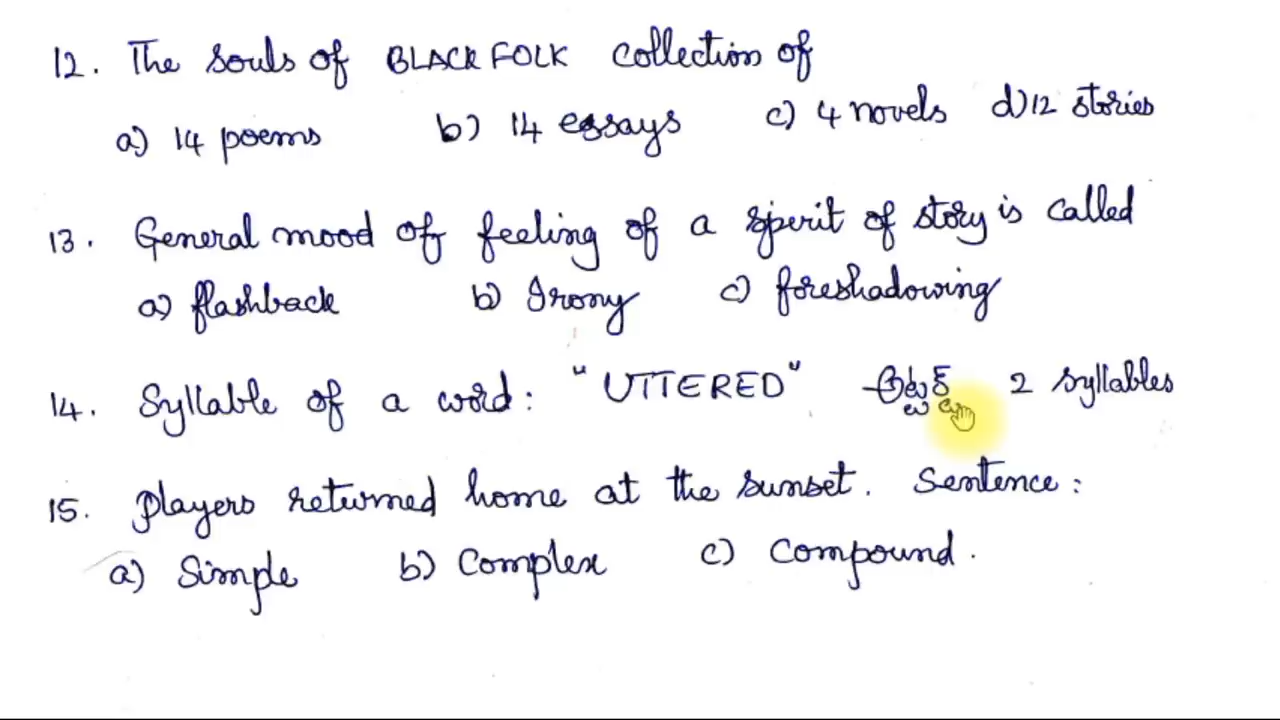 12. The souls of BLACK FOLK collection of
a) 14 poems b) 14 essays c) 4 novels d) 12 stories
13. General mood of feeling of a sperit of story is called
a) flashback b) Irony c) foreshadowing
14. Syllable of a word: "UTTERED" 2 syllables
15. Players returned home at the sunset. Sentence:
a) Simple b) Complex c) Compound.